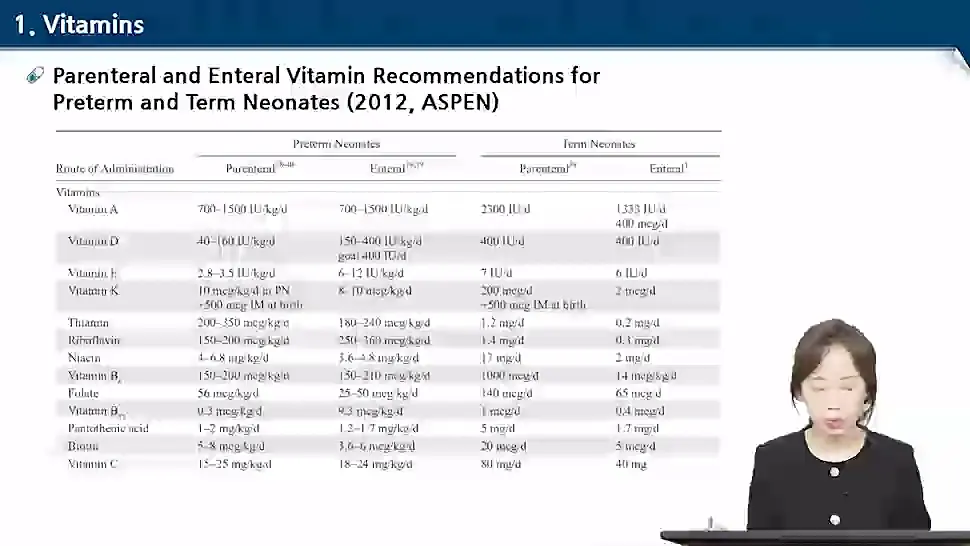 1. Vitamins
Parenteral and Enteral Vitamin Recommendations for
Preterm and Term Neonates (2012, ASPEN)
Preterm Neonates Term Neonates
Route of Administration Parenteral Enteral Parenteral Enteral
Vitamins
Vitamin A 700–1500 IU/kg/d 700–1500 IU/kg/d 2300 IU/d 1333 IU/d
400 mcg/d
Vitamin D 40–160 IU/kg/d 150–400 IU/kg/d 400 IU/d 400 IU/d
goal 400 IU/d
Vitamin E 2.8–3.5 IU/kg/d 6–12 IU/kg/d 7 IU/d 6 IU/d
Vitamin K 10 mcg/kg/d in PN 8–10 mcg/kg/d 200 mcg/d 2 mcg/d
+500 mcg IM at birth +500 mcg IM at birth
Thiamin 200–350 mcg/kg/d 180–240 mcg/kg/d 1.2 mg/d 0.2 mg/d
Riboflavin 150–200 mcg/kg/d 250–360 mcg/kg/d 1.4 mg/d 0.3 mg/d
Niacin 4–6.8 mg/kg/d 3.6–4.8 mg/kg/d 17 mg/d 2 mg/d
Vitamin B 150–200 mcg/kg/d 150–210 mcg/kg/d 1000 mcg/d 14 mcg/kg/d
Folate 56 mcg/kg/d 25–50 mcg/kg/d 140 mcg/d 65 mcg/d
Vitamin B12 0.3 mcg/kg/d mcg/kg/d 1 mcg/d 0.4 mcg/d
Pantothenic acid 1–2 mg/kg/d 1.2–1.7 mg/kg/d 5 mg/d 1.7 mg/d
Biotin 5–8 mcg/kg/d 3.6–6 mcg/kg/d 20 mcg/d 5 mcg/d
Vitamin C 15–25 mg/kg/d 18–24 mg/kg/d 80 mg/d 40 mg